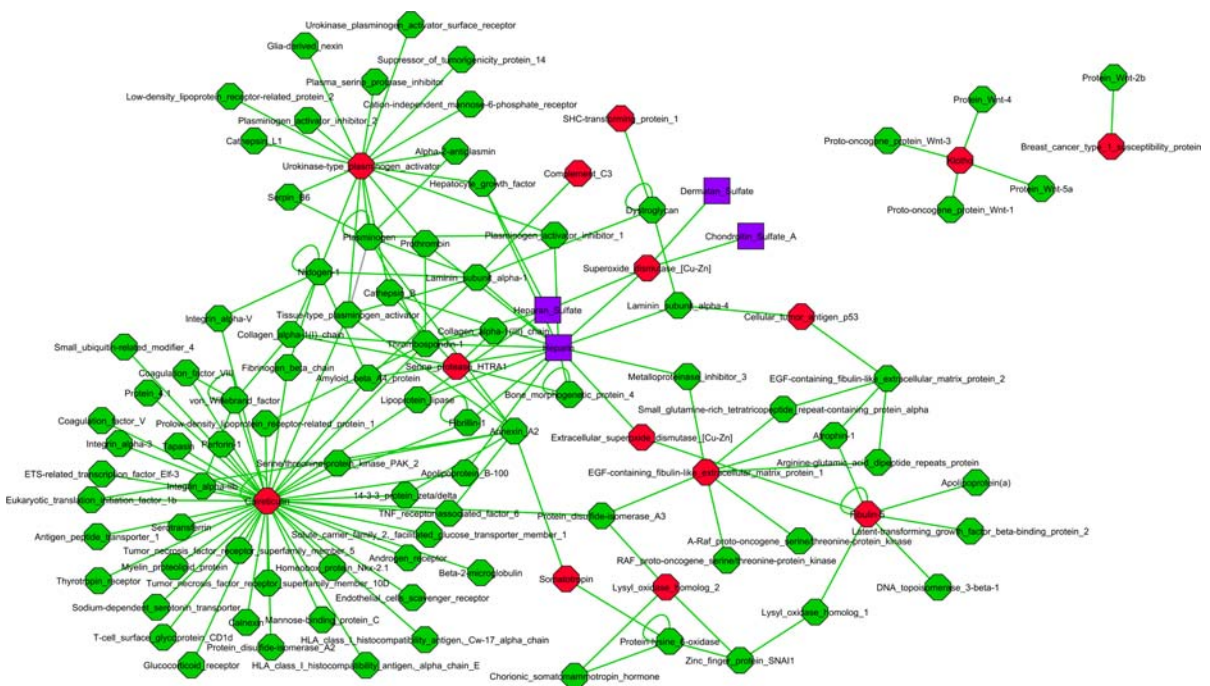 Urokinase_plasminogen_activator_surface_receptor
Glia-derived_nexin
Suppressor_of_tumorigenicity_protein_14
Protein_Wnt-2b
Plasma_serine_protease_inhibitor
Low-density_lipoprotein_receptor-related_protein_2
Cation-independent_mannose-6-phosphate_receptor
Protein_Wnt-4
Plasminogen_activator_inhibitor_2
SHC-transforming_protein_1
Cathepsin_L1
Proto-oncogene_protein_Wnt-3
Breast_cancer_type_1_susceptibility_protein
Alpha-2-antiplasmin
Urokinase-type_plasminogen_activator
Klotho
Complement_C3
Hepatocyte_growth_factor
Dermatan_Sulfate
Protein_Wnt-5a
Serpin_B6
Dystroglycan
Proto-oncogene_protein_Wnt-1
Plasminogen
Prothrombin
Plasminogen_activator_inhibitor_1
Chondroitin_Sulfate_A
Nidogen-1
Laminin_subunit_alpha-1
Superoxide_dismutase_[Cu-Zn]
Cathepsin_B
Heparan_Sulfate
Laminin_subunit_alpha-4
Integrin_alpha-V
Tissue-type_plasminogen_activator
Cellular_tumor_antigen_p53
Collagen_alpha-1(I)_chain
Collagen_alpha-1(III)_chain
Small_ubiquitin-related_modifier_4
Thrombospondin-1
Heparin
Coagulation_factor_VIII
Fibrinogen_beta_chain
Serine_protease_HTRA1
Amyloid_beta_A4_protein
Metalloproteinase_inhibitor_3
EGF-containing_fibulin-like_extracellular_matrix_protein_2
Protein_4.1
von_Willebrand_factor
Lipoprotein_lipase
Bone_morphogenetic_protein_4
Small_glutamine-rich_tetratricopeptide_repeat-containing_protein_alpha
Coagulation_factor_V
Prolow-density_lipoprotein_receptor-related_protein_1
Fibrillin-1
Annexin_A2
Extracellular_superoxide_dismutase_[Cu-Zn]
Atrophin-1
Integrin_alpha-3
Tapasin
Perforin-1
Serine/threonine-protein_kinase_PAK_2
Arginine-glutamic_acid_dipeptide_repeats_protein
ETS-related_transcription_factor_Elf-3
Apolipoprotein_B-100
EGF-containing_fibulin-like_extracellular_matrix_protein_1
Integrin_alpha-IIb
Apolipoprotein(a)
Eukaryotic_translation_initiation_factor_1b
14-3-3_protein_zeta/delta
TNF_receptor-associated_factor_6
Protein_disulfide-isomerase_A3
Fibulin-5
Serotransferrin
Latent-transforming_growth_factor_beta-binding_protein_2
Antigen_peptide_transporter_1
Solute_carrier_family_2,_facilitated_glucose_transporter_member_1
A-Raf_proto-oncogene_serine/threonine-protein_kinase
Tumor_necrosis_factor_receptor_superfamily_member_5
Androgen_receptor
RAF_proto-oncogene_serine/threonine-protein_kinase
Myelin_proteolipid_protein
Homeobox_protein_Nkx-2.1
Beta-2-microglobulin
Thyrotropin_receptor
Somatotropin
Lysyl_oxidase_homolog_2
DNA_topoisomerase_3-beta-1
Tumor_necrosis_factor_receptor_superfamily_member_10D
Endothelial_cells_scavenger_receptor
Sodium-dependent_serotonin_transporter
Lysyl_oxidase_homolog_1
Calnexin
Mannose-binding_protein_C
T-cell_surface_glycoprotein_CD1d
HLA_class_I_histocompatibility_antigen,_Cw-17_alpha_chain
Protein-lysine_6-oxidase
Protein_disulfide-isomerase_A2
Zinc_finger_protein_SNAI1
Glucocorticoid_receptor
HLA_class_I_histocompatibility_antigen,_alpha_chain_E
Chorionic_somatomammotropin_hormone